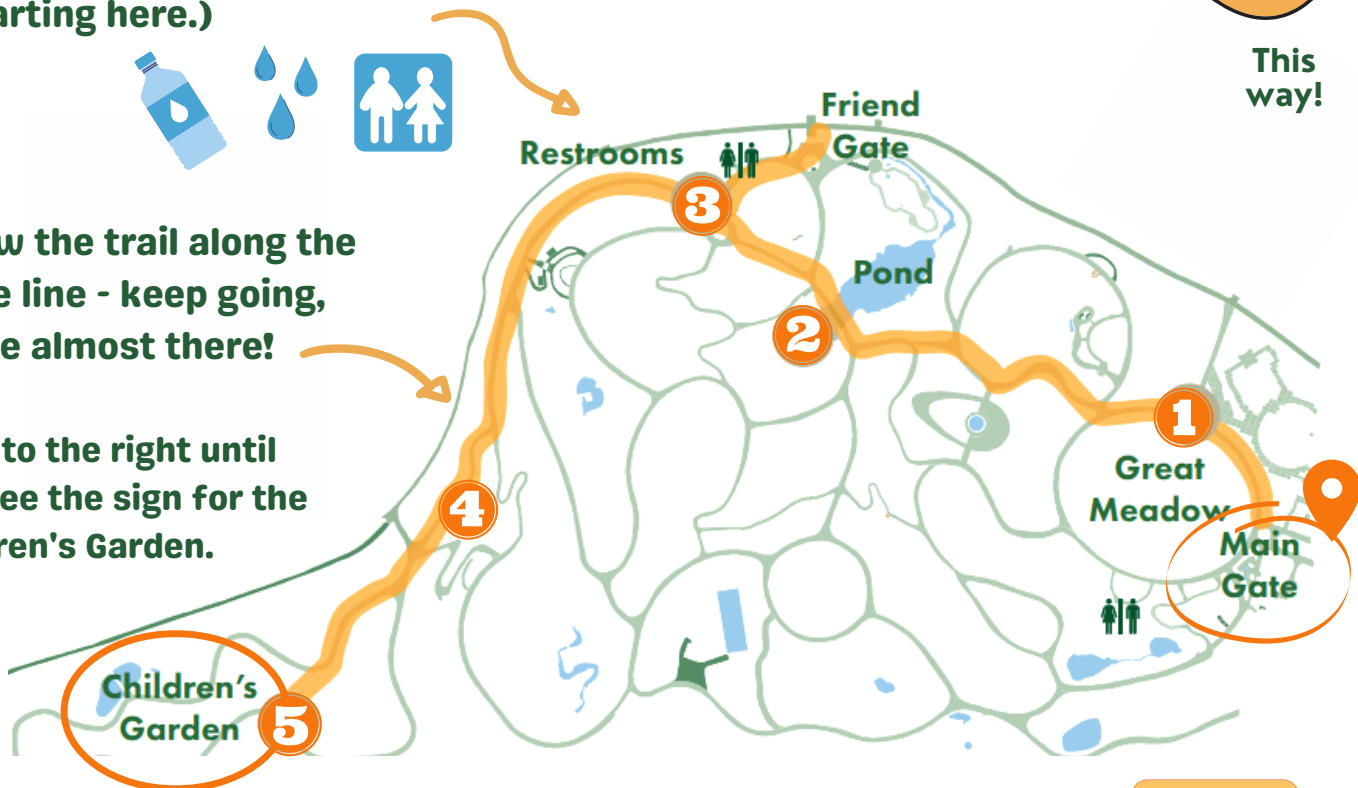 arting here.)
This
way!
Friend
Gate
Restrooms
3
w the trail along the
e line - keep going,
e almost there!
Pond
2
1
to the right until
ee the sign for the
ren's Garden.
4
Great
Meadow
Main
Gate
Children's
Garden
5